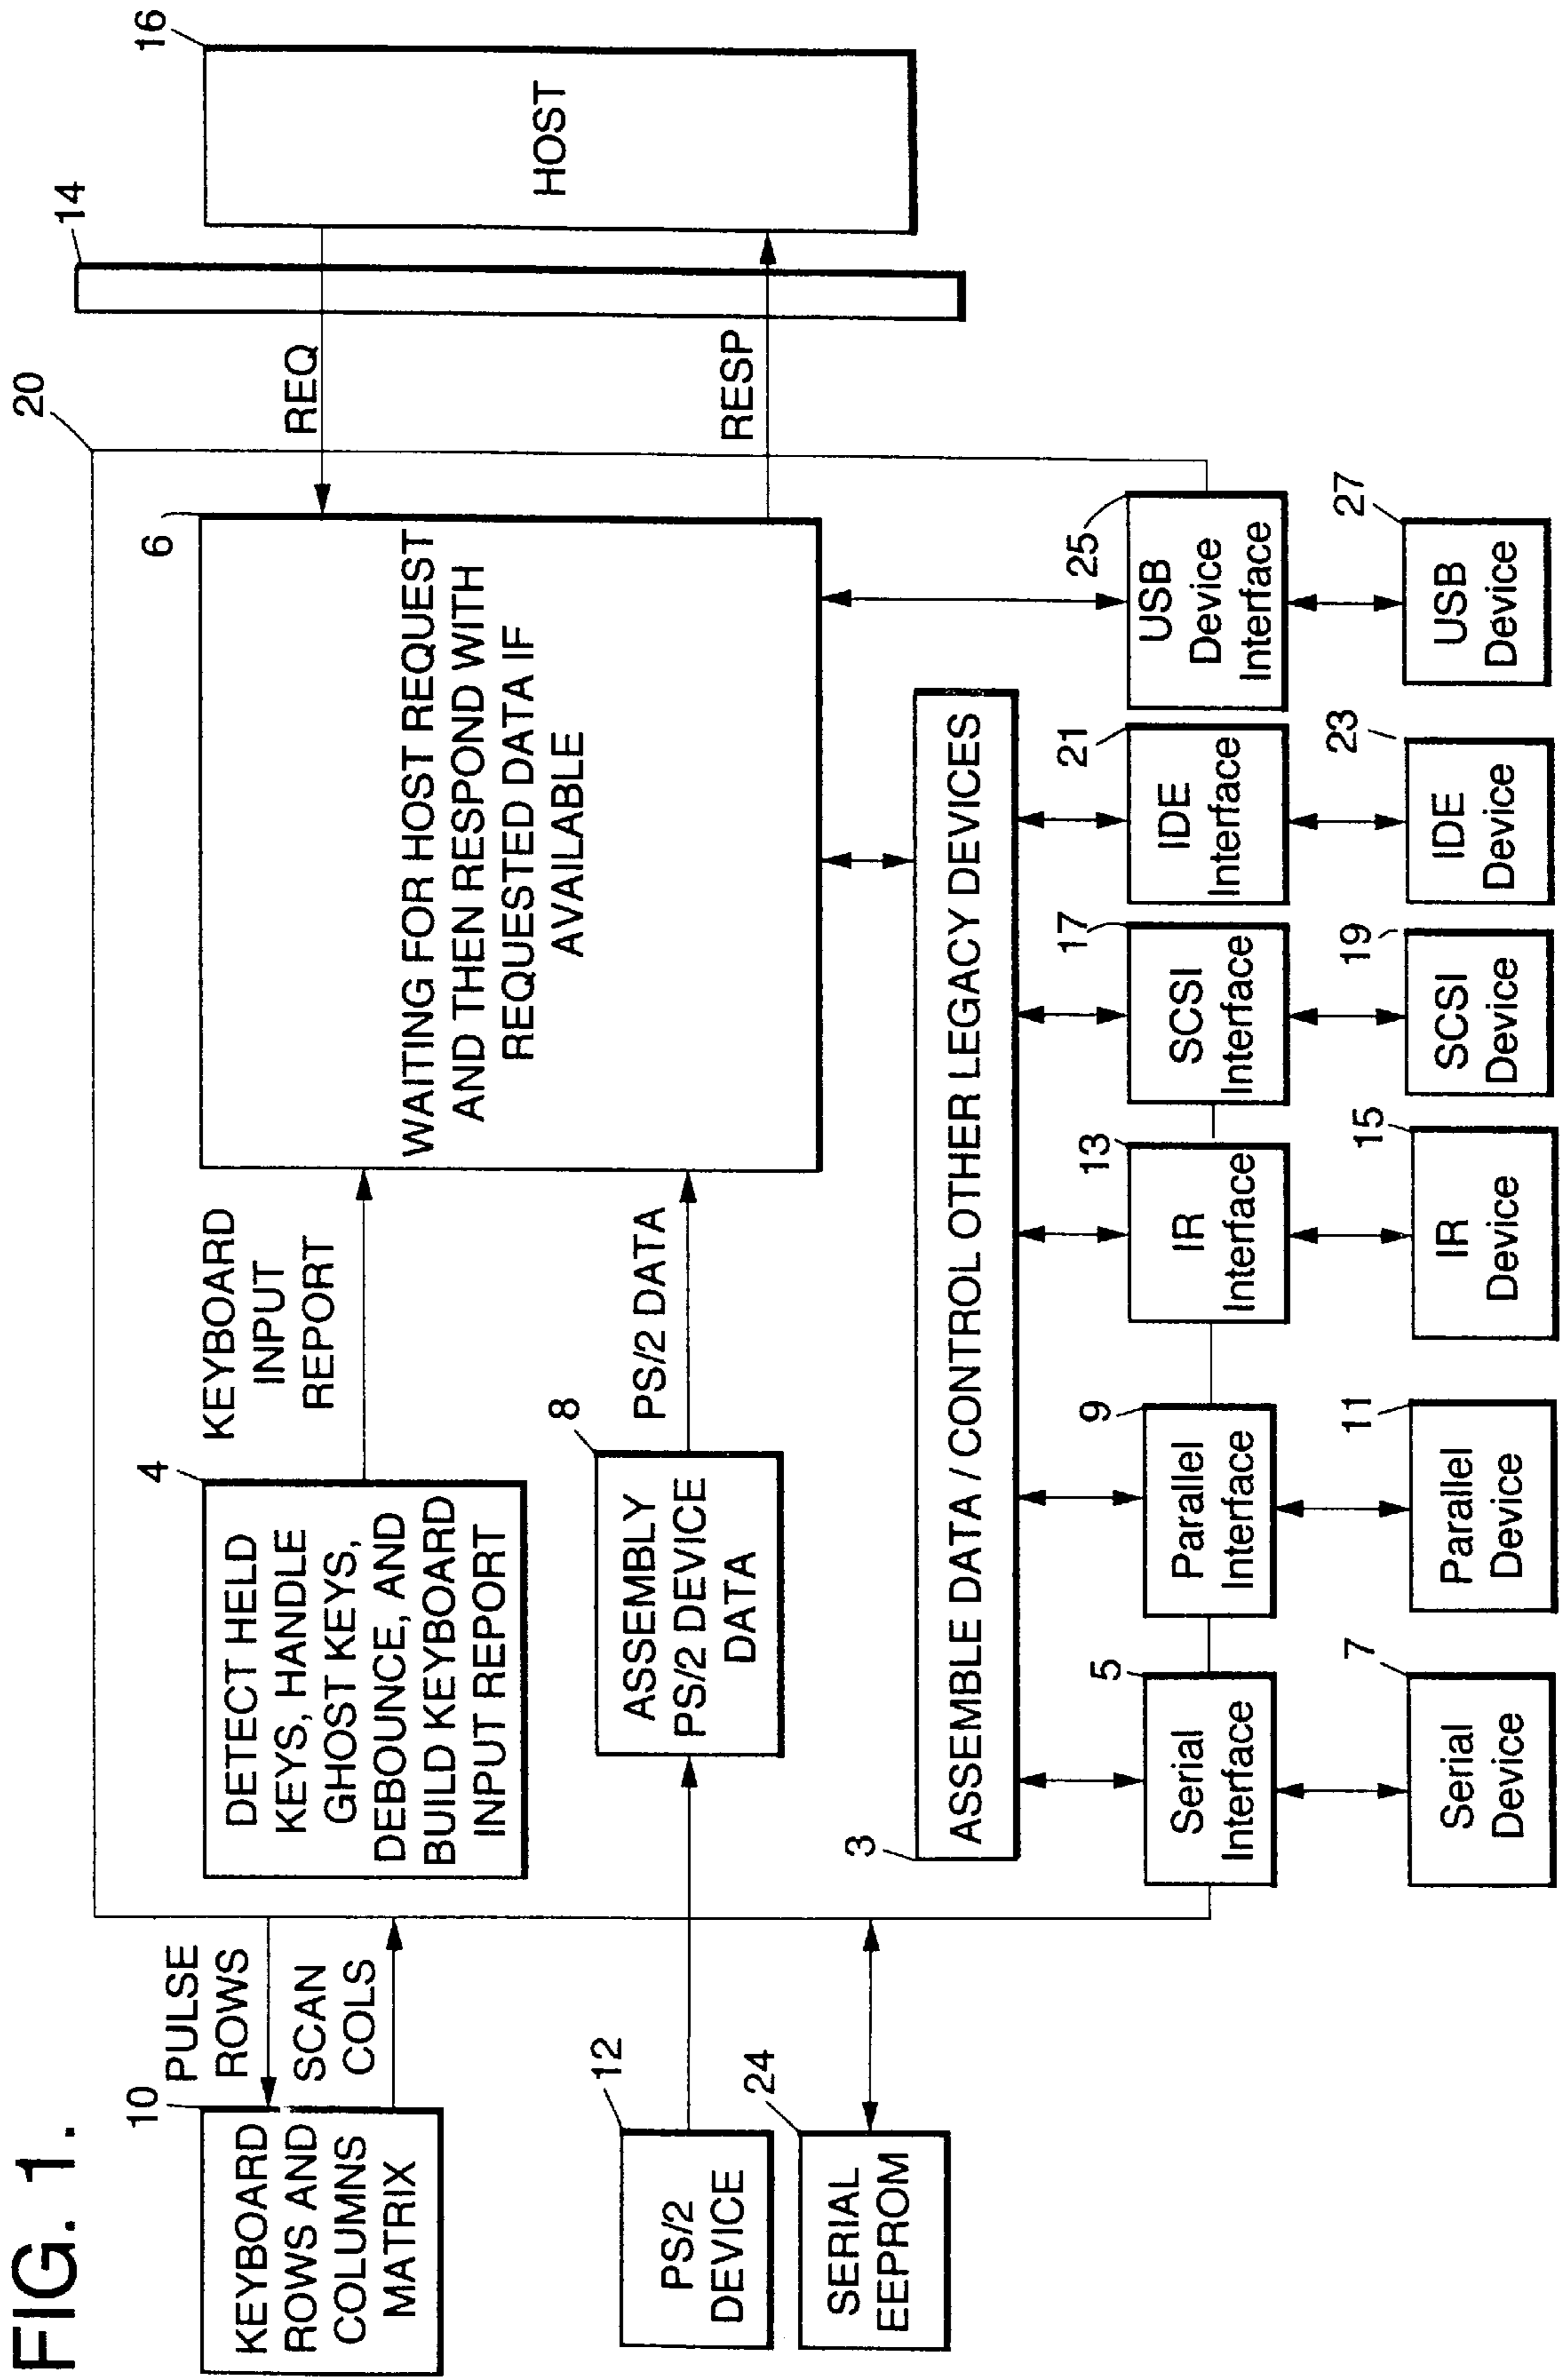 FIG. 1.
10
KEYBOARD
ROWS AND
COLUMNS
MATRIX
PULSE
ROWS
SCAN
COLS
4
DETECT HELD
KEYS, HANDLE
GHOST KEYS,
DEBOUNCE, AND
BUILD KEYBOARD
INPUT REPORT
KEYBOARD
INPUT
REPORT
6
WAITING FOR HOST REQUEST
AND THEN RESPOND WITH
REQUESTED DATA IF
AVAILABLE
20
REQ
RESP
14
16
HOST
12
PS/2
DEVICE
8
ASSEMBLY
PS/2 DEVICE
DATA
PS/2 DATA
24
SERIAL
EEPROM
3
ASSEMBLE DATA / CONTROL OTHER LEGACY DEVICES
5
Serial
Interface
9
Parallel
Interface
13
IR
Interface
17
SCSI
Interface
21
IDE
Interface
25
USB
Device
Interface
7
Serial
Device
11
Parallel
Device
15
IR
Device
19
SCSI
Device
23
IDE
Device
27
USB
Device